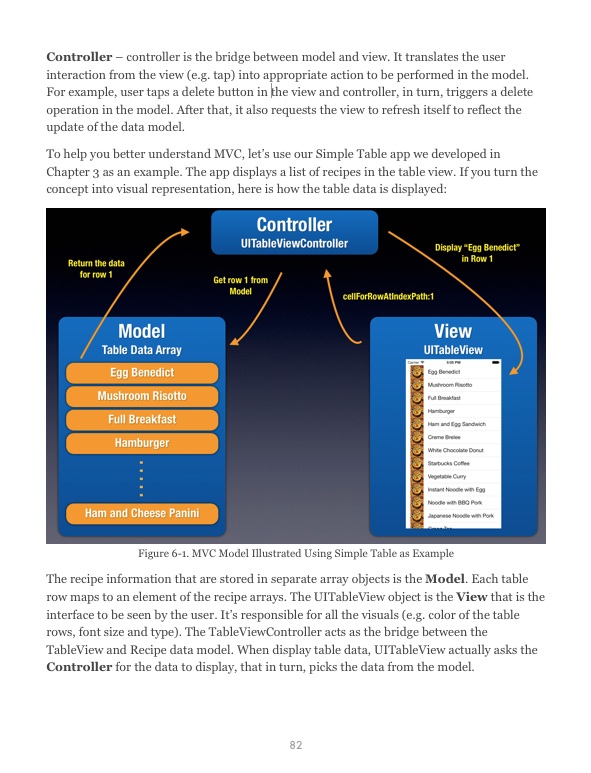 Controller – controller is the bridge between model and view. It translates the user
interaction from the view (e.g. tap) into appropriate action to be performed in the model.
For example, user taps a delete button in the view and controller, in turn, triggers a delete
operation in the model. After that, it also requests the view to refresh itself to reflect the
update of the data model.
To help you better understand MVC, let's use our Simple Table app we developed in
Chapter 3 as an example. The app displays a list of recipes in the table view. If you turn the
concept into visual representation, here is how the table data is displayed:
Controller
UITableViewController
Return the data
for row 1
Get row 1 from
Model
cellForRowAtIndexPath:1
Display “Egg Benedict”
in Row 1
Model
Table Data Array
Egg Benedict
Mushroom Risotto
Full Breakfast
Hamburger
Ham and Cheese Panini
View
UITableView
Carrier
Egg Benedict
Mushroom Risotto
Full Breakfast
Hamburger
Ham and Egg Sandwich
Creme Brelee
White Chocolate Donut
Starbucks Coffee
Vegetable Curry
Instant Noodle with Egg
Noodle with BBQ Pork
Japanese Noodle with Pork
Figure 6-1. MVC Model Illustrated Using Simple Table as Example
The recipe information that are stored in separate array objects is the Model. Each table
row maps to an element of the recipe arrays. The UITableView object is the View that is the
interface to be seen by the user. It's responsible for all the visuals (e.g. color of the table
rows, font size and type). The TableViewController acts as the bridge between the
TableView and Recipe data model. When display table data, UITableView actually asks the
Controller for the data to display, that in turn, picks the data from the model.
82